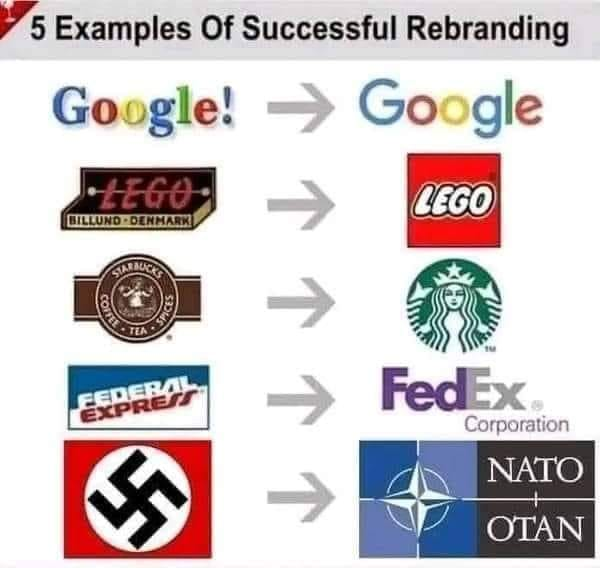 5 Examples Of Successful Rebranding
Google!
Google
LEGO
BILLUND · DENMARK
LEGO
STARBUCKS
COFFEE · TEA · SPICES
®
TM
FEDERAL
EXPRESS
FedEx®
Corporation
NATO
OTAN